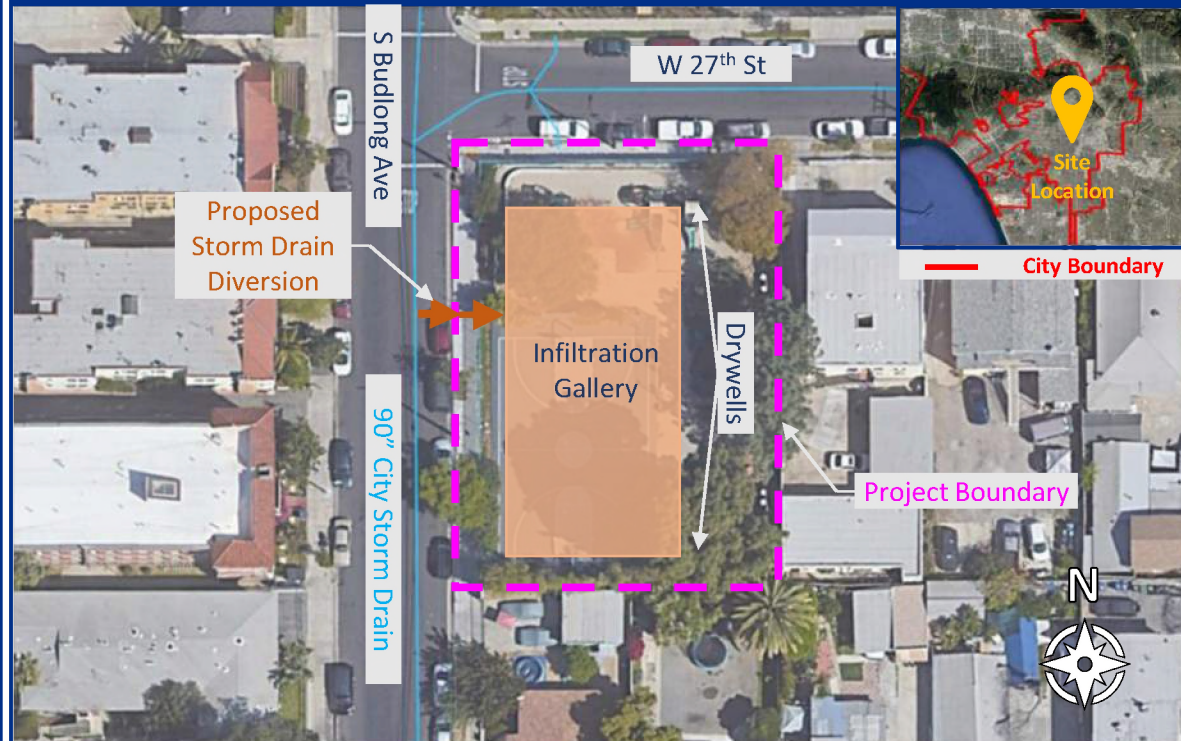 S Budlong Ave
W 27th St
STOP
Site
Location
City Boundary
Proposed
Storm Drain
Diversion
Infiltration
Gallery
Drywells
90” City Storm Drain
Project Boundary
N